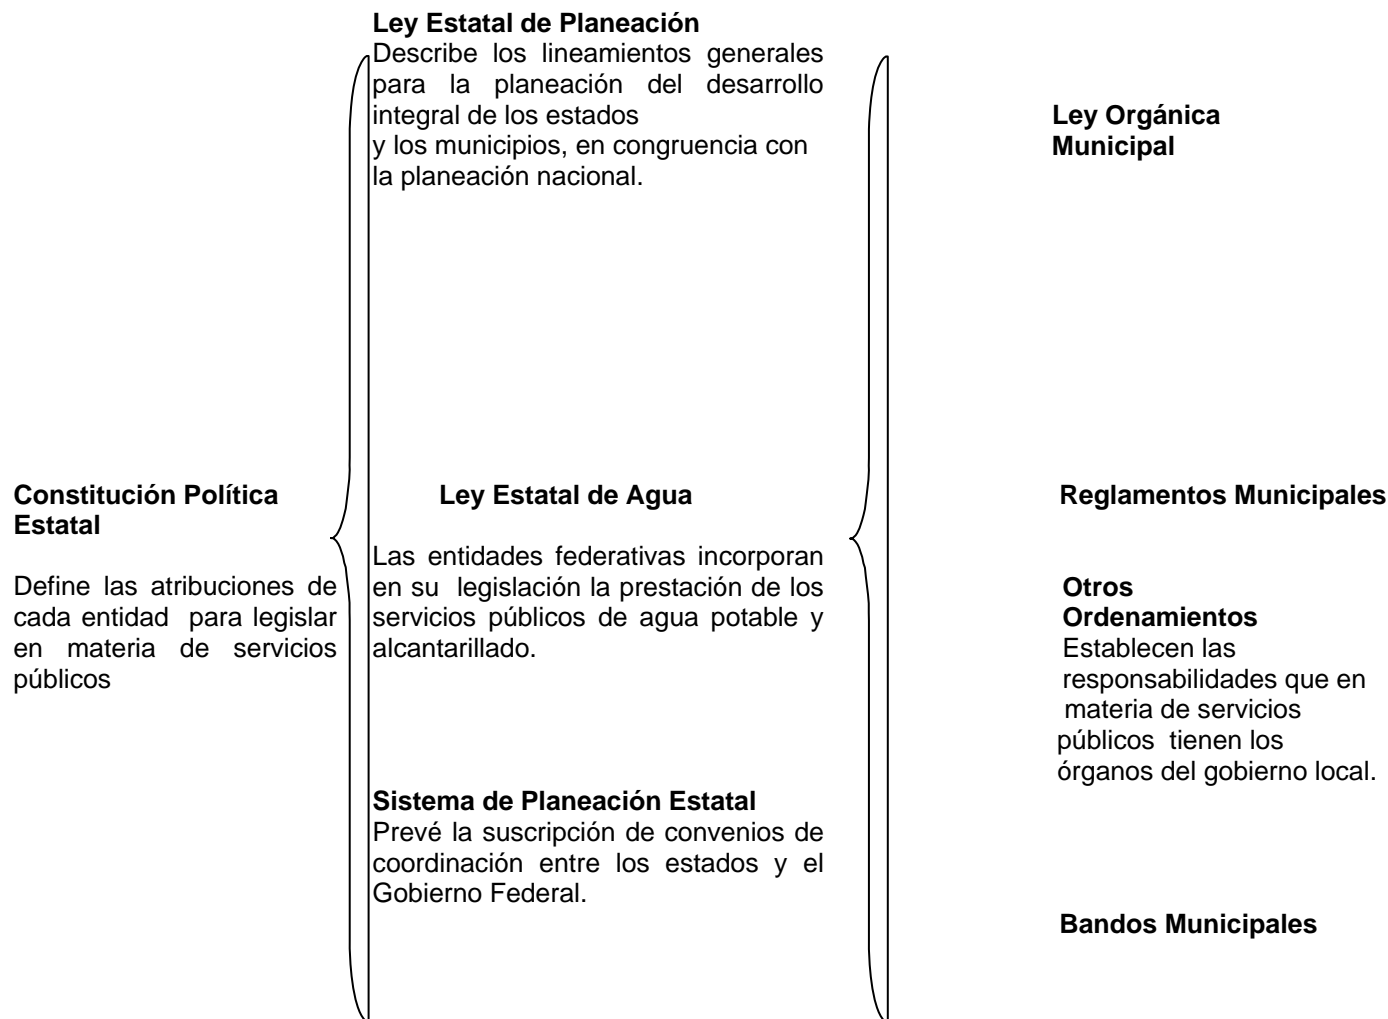 Constitución Política
Estatal
Define las atribuciones de
cada entidad para legislar
en materia de servicios
públicos
Ley Estatal de Planeación
Describe los lineamientos generales
para la planeación del desarrollo
integral de los estados
y los municipios, en congruencia con
la planeación nacional.
Ley Estatal de Agua
Las entidades federativas incorporan
en su legislación la prestación de los
servicios públicos de agua potable y
alcantarillado.
Sistema de Planeación Estatal
Prevé la suscripción de convenios de
coordinación entre los estados y el
Gobierno Federal.
Ley Orgánica
Municipal
Reglamentos Municipales
Otros
Ordenamientos
Establecen las
responsabilidades que en
materia de servicios
públicos tienen los
órganos del gobierno local.
Bandos Municipales